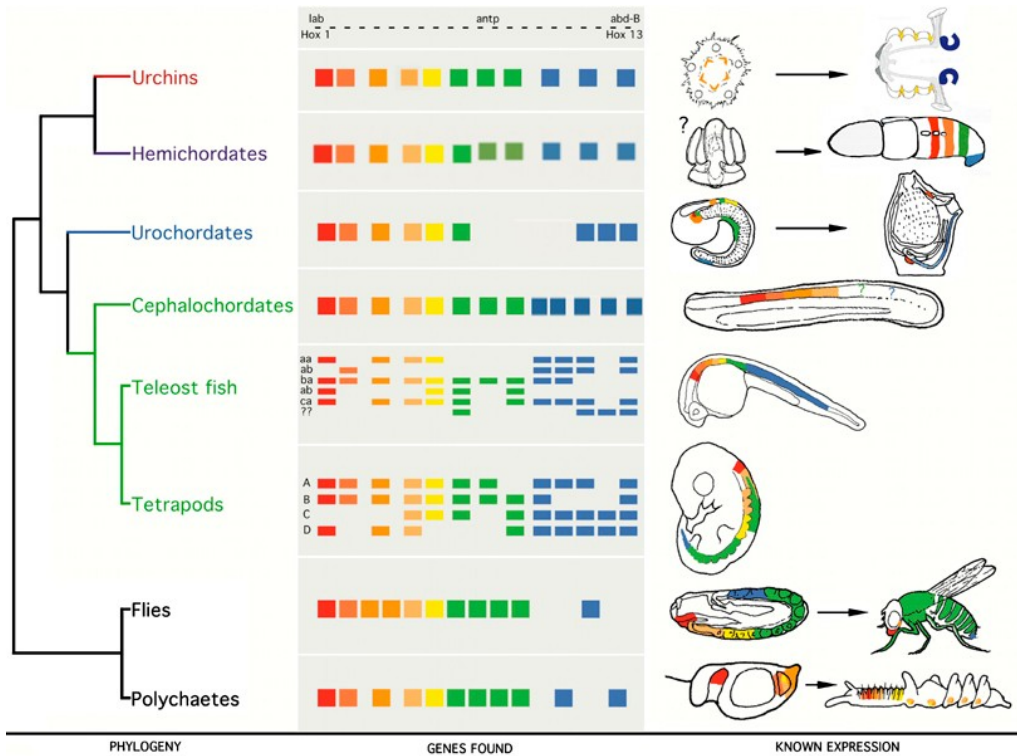 lab antp abd-B
Hox 1 Hox 13
Urchins
?
Hemichordates
Urochordates
Cephalochordates
? ?
aa
ab
Teleost fish
ba
ab
ca
??
A
B
Tetrapods
C
D
Flies
Polychaetes
PHYLOGENY GENES FOUND KNOWN EXPRESSION